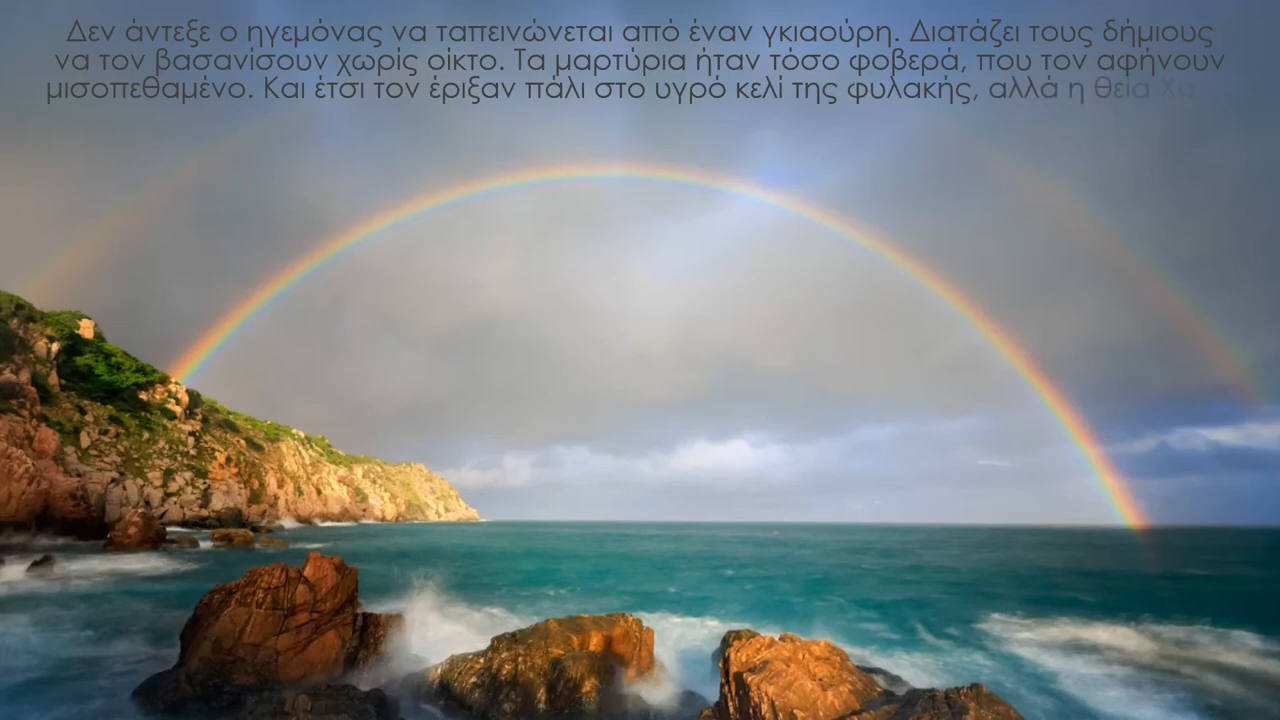 Δεν άντεξε ο ηγεμόνας να ταπεινώνεται από έναν γκιαούρη. Διατάζει τους δήμιους
να τον βασανίσουν χωρίς οίκτο. Τα μαρτύρια ήταν τόσο φοβερά, που τον αφήνουν
μισοπεθαμένο. Και έτσι τον έριξαν πάλι στο υγρό κελί της φυλακής, αλλά η θεία